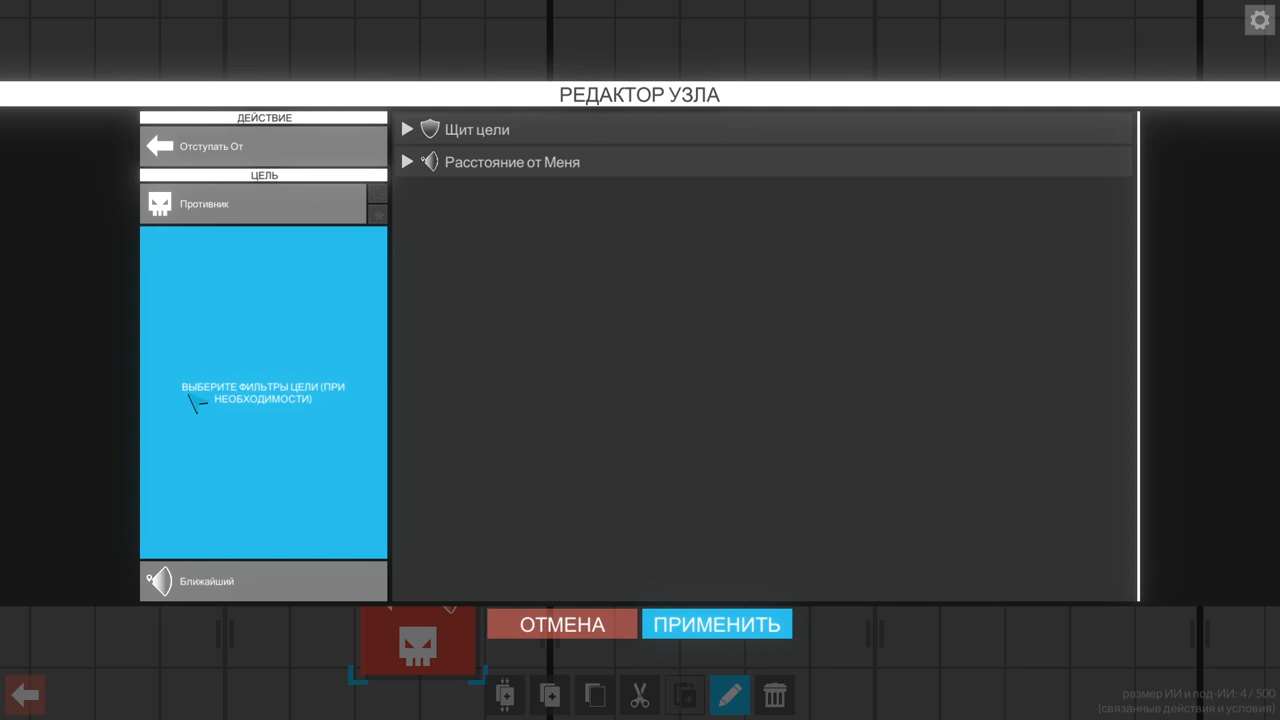 РЕДАКТОР УЗЛА
ДЕЙСТВИЕ
Отступать От
ЦЕЛЬ
Противник
ВЫБЕРИТЕ ФИЛЬТРЫ ЦЕЛИ (ПРИ
НЕОБХОДИМОСТИ)
Ближайший
Щит цели
Расстояние от Меня
ОТМЕНА
ПРИМЕНИТЬ
размер ИИ и под-ИИ: 4 / 500
(связанные действия и условия)